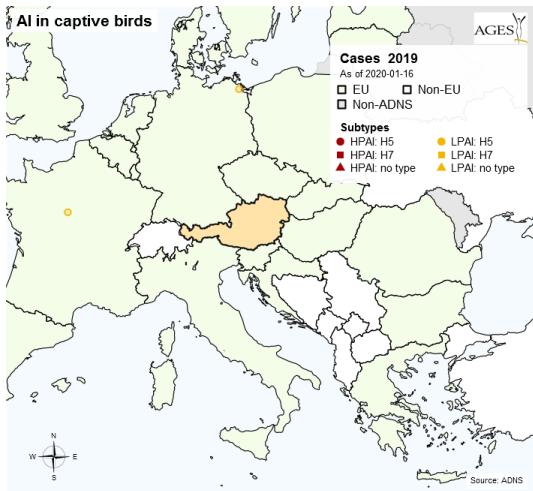 AI in captive birds
AGES
Cases 2019
As of 2020-01-16
EU
Non-EU
Non-ADNS
Subtypes
HPAI: H5
LPAI: H5
HPAI: H7
LPAI: H7
HPAI: no type
LPAI: no type
N
W
E
S
Source: ADNS